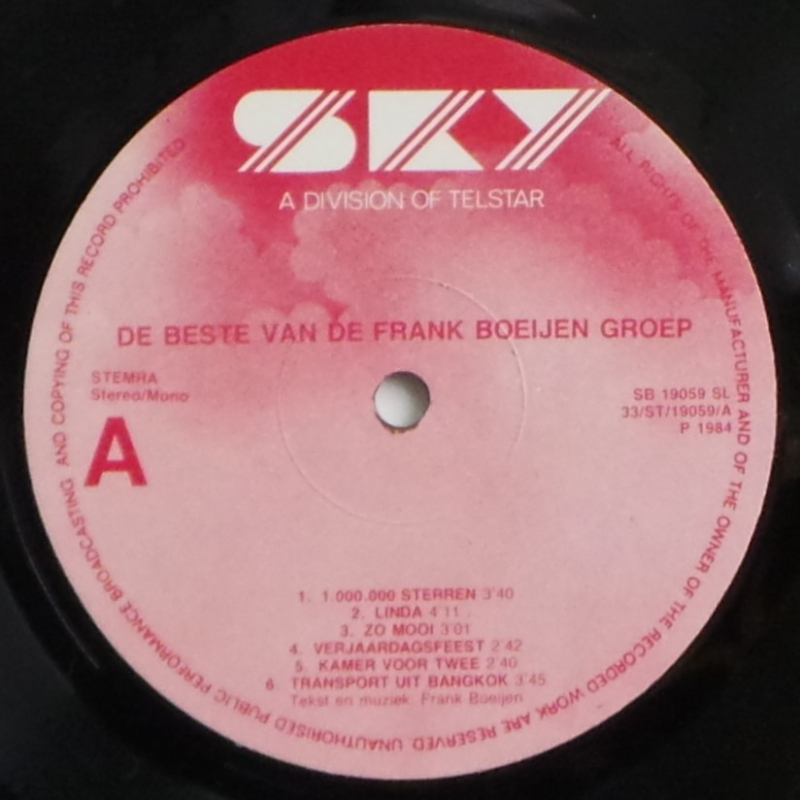 SKY
A DIVISION OF TELSTAR
DE BESTE VAN DE FRANK BOEIJEN GROEP
STEMRA
Stereo/Mono
A
SB 19059 SL
33/ST/19059/A
P 1984
1. 1.000.000 STERREN 3'40
2. LINDA 4'11
3. ZO MOOI 3'01
4. VERJAARDAGSFEEST 2'42
5. KAMER VOOR TWEE 2'40
6 TRANSPORT UIT BANGKOK 3'45
Tekst en muziek: Frank Boeijen
ALL RIGHTS OF THE MANUFACTURER AND OF THE OWNER OF THE RECORDED WORK ARE RESERVED UNAUTHORISED PUBLIC PERFORMANCE BROADCASTING AND COPYING OF THIS RECORD PROHIBITED